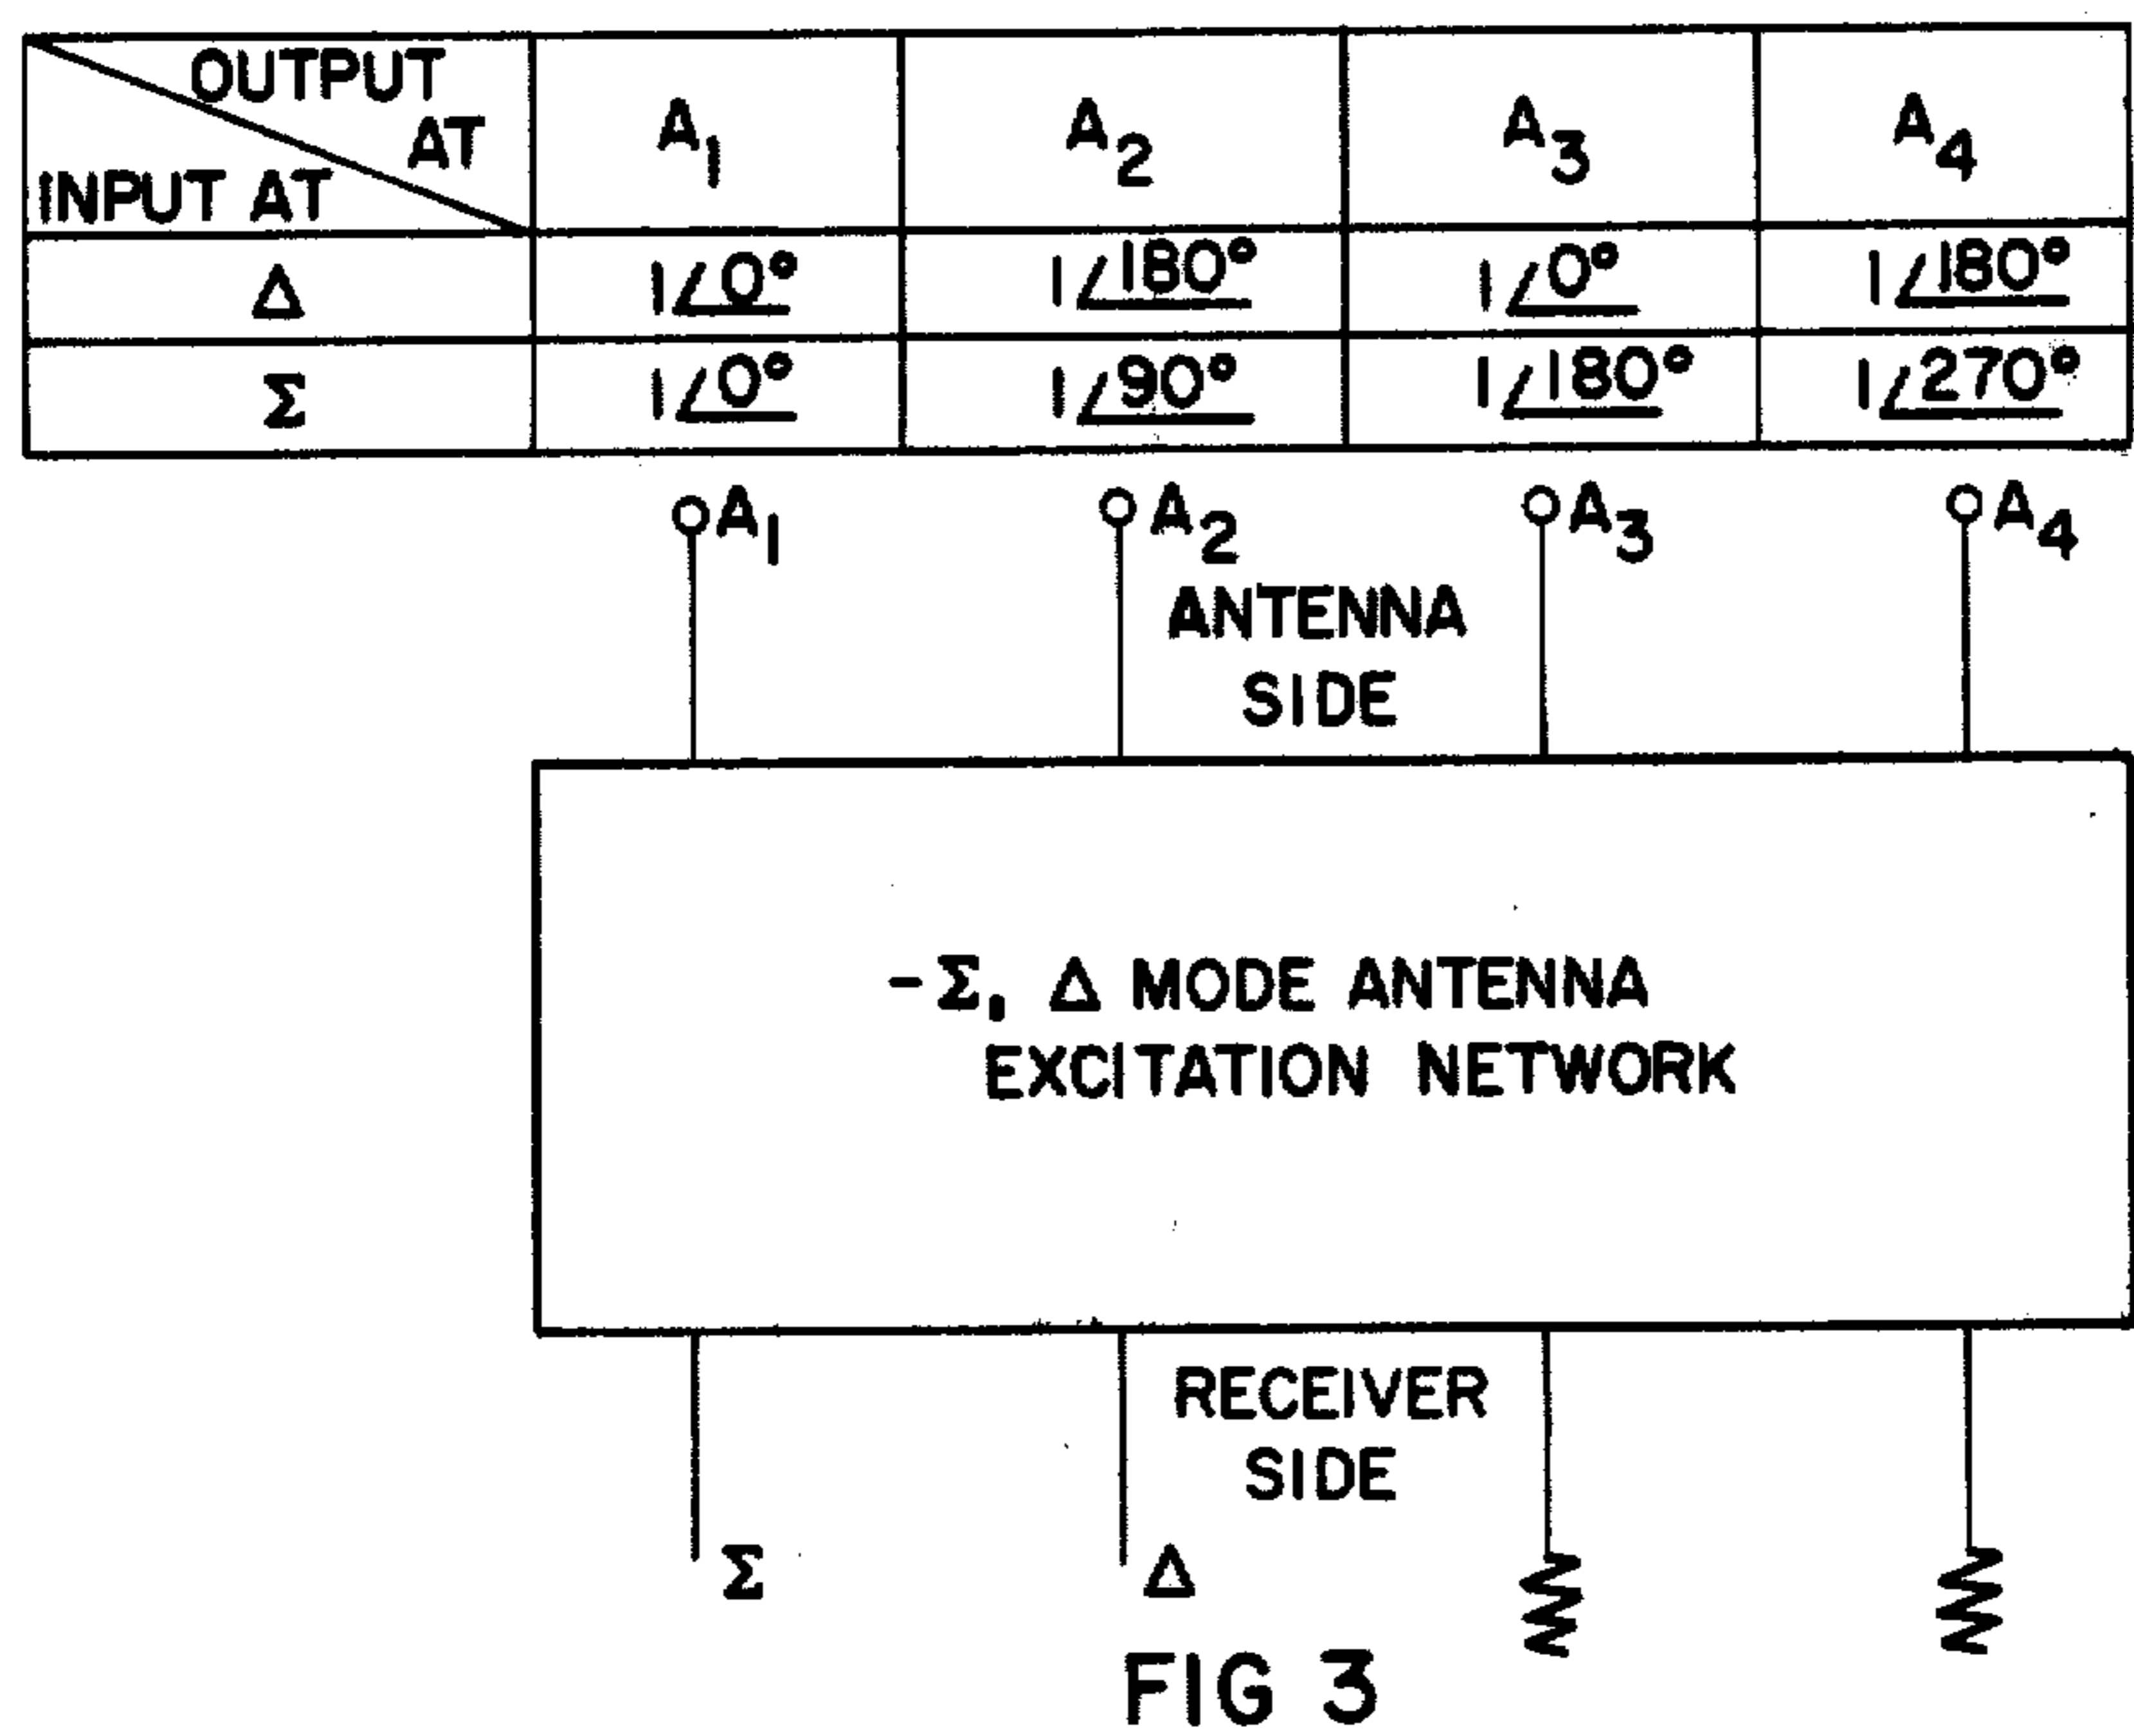 OUTPUT
AT
INPUT AT
A1 A2 A3 A4
Δ 1∠0° 1∠180° 1∠0° 1∠180°
Σ 1∠0° 1∠90° 1∠180° 1∠270°
A1 A2 A3 A4
ANTENNA
SIDE
-Σ, Δ MODE ANTENNA
EXCITATION NETWORK
RECEIVER
SIDE
Σ Δ
FIG 3